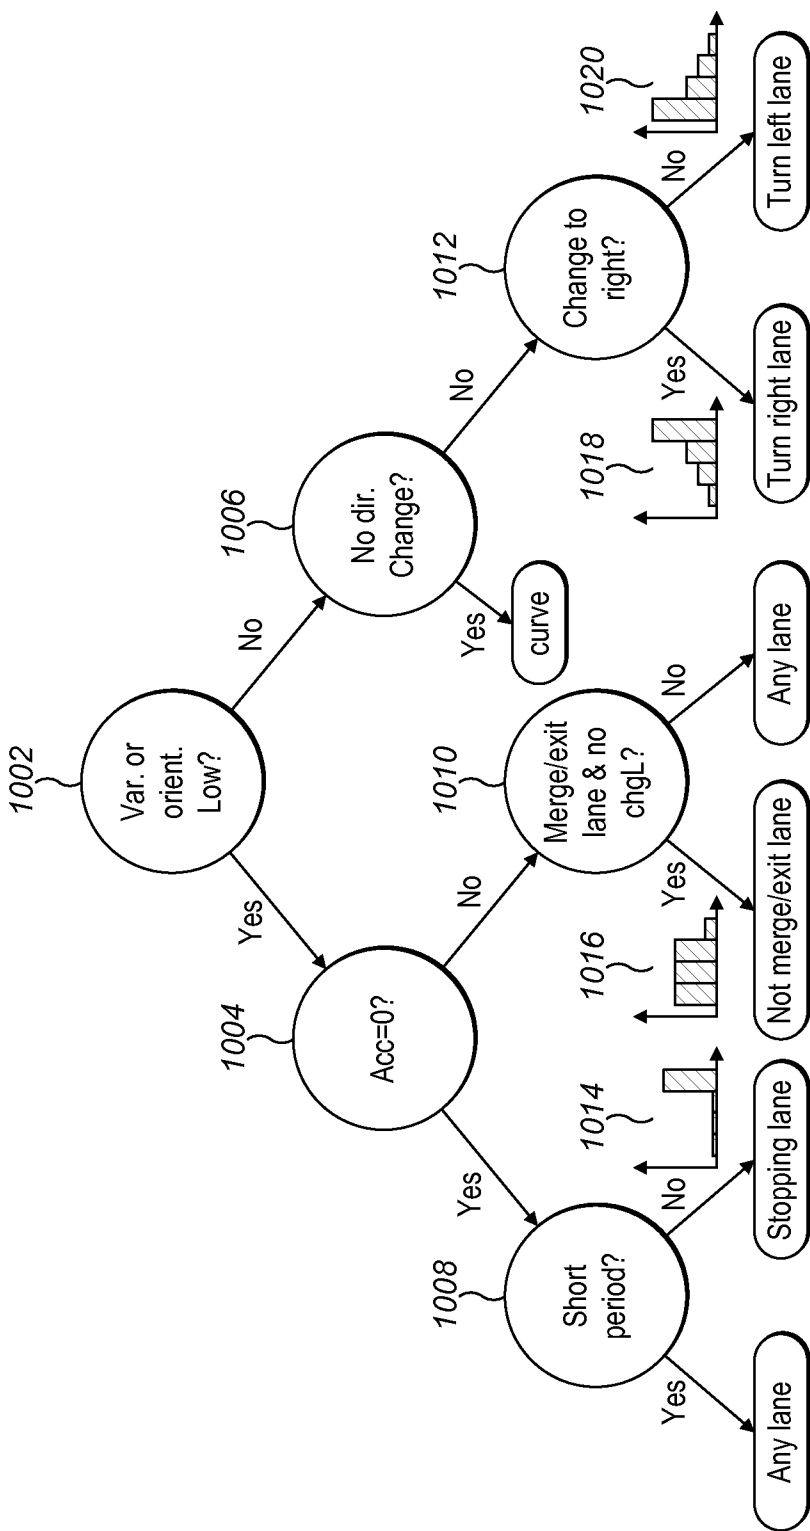 1002
Var. or
orient.
Low?
Yes
No
1004
Acc=0?
1006
No dir.
Change?
Yes
No
Yes
curve
No
1008
Short
period?
1010
Merge/exit
lane & no
chgL?
1012
Change to
right?
Yes
No
1014
Yes
1016
No
Yes
1018
No
1020
Any lane
Stopping lane
Not merge/exit lane
Any lane
Turn right lane
Turn left lane